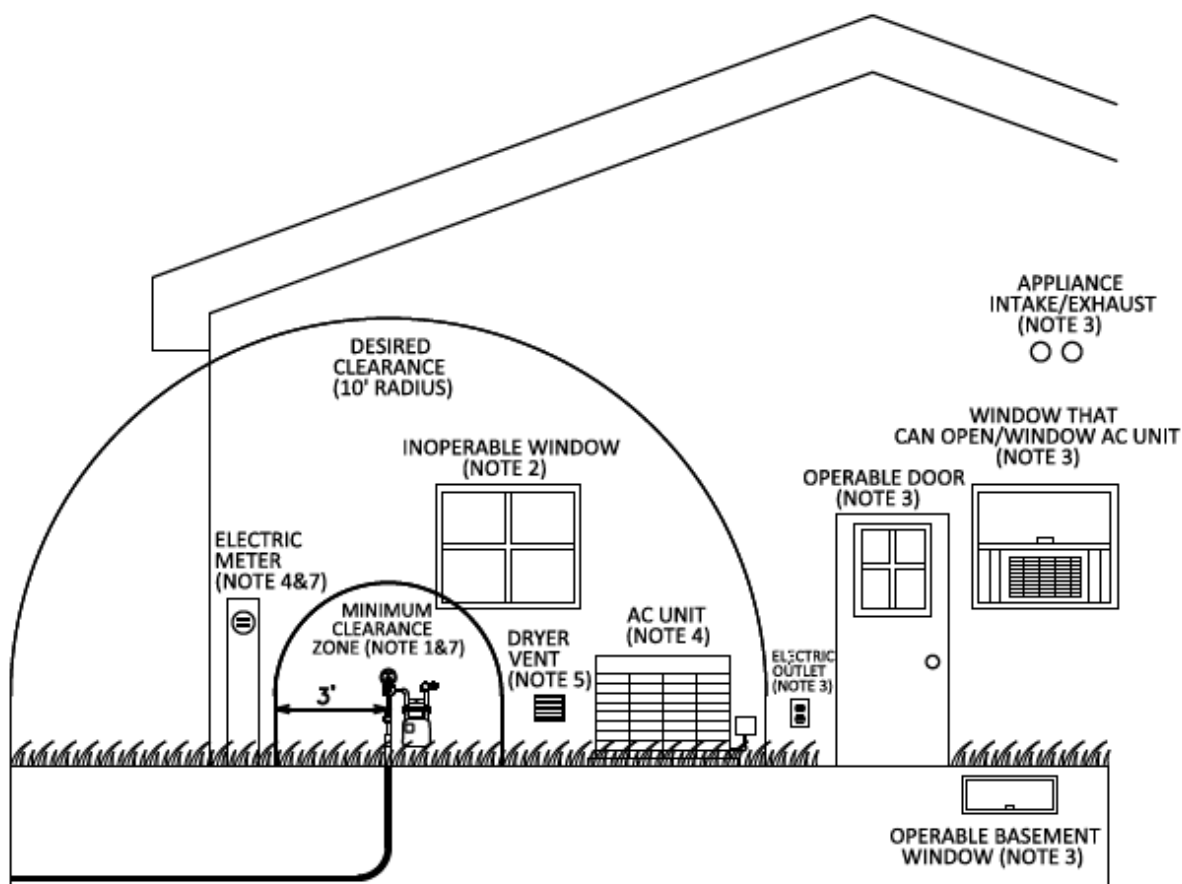 APPLIANCE
INTAKE/EXHAUST
(NOTE 3)
DESIRED
CLEARANCE
(10' RADIUS)
WINDOW THAT
CAN OPEN/WINDOW AC UNIT
(NOTE 3)
INOPERABLE WINDOW
(NOTE 2)
OPERABLE DOOR
(NOTE 3)
ELECTRIC
METER
(NOTE 4&7)
MINIMUM
CLEARANCE
ZONE (NOTE 1&7)
3'
DRYER
VENT
(NOTE 5)
AC UNIT
(NOTE 4)
ELECTRIC
OUTLET
(NOTE 3)
OPERABLE BASEMENT
WINDOW (NOTE 3)